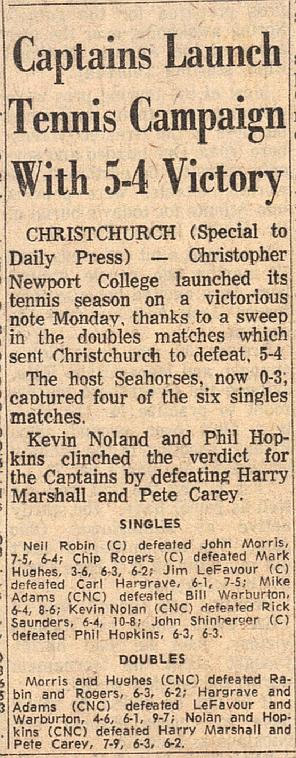 Captains Launch
Tennis Campaign
With 5-4 Victory
CHRISTCHURCH (Special to
Daily Press) — Christopher
Newport College launched its
tennis season on a victorious
note Monday, thanks to a sweep
in the doubles matches which
sent Christchurch to defeat, 5-4
The host Seahorses, now 0-3,
captured four of the six singles
matches.
Kevin Noland and Phil Hop-
kins clinched the verdict for
the Captains by defeating Harry
Marshall and Pete Carey.
SINGLES
Neil Robin (C) defeated John Morris,
7-5, 6-4; Chip Rogers (C) defeated Mark
Hughes, 3-6, 6-3, 6-2; Jim LeFavour (C)
defeated Carl Hargrave, 6-1, 7-5; Mike
Adams (CNC) defeated Bill Warburton,
6-4, 8-6; Kevin Nolan (CNC) defeated Rick
Saunders, 6-4, 10-8; John Shinberger (C)
defeated Phil Hopkins, 6-3, 6-3.
DOUBLES
Morris and Hughes (CNC) defeated Ra-
bin and Rogers, 6-3, 6-2; Hargrave and
Adams (CNC) defeated LeFavour and
Warburton, 4-6, 6-1, 9-7; Nolan and Hop-
kins (CNC) defeated Harry Marshall and
Pete Carey, 7-9, 6-3, 6-2.